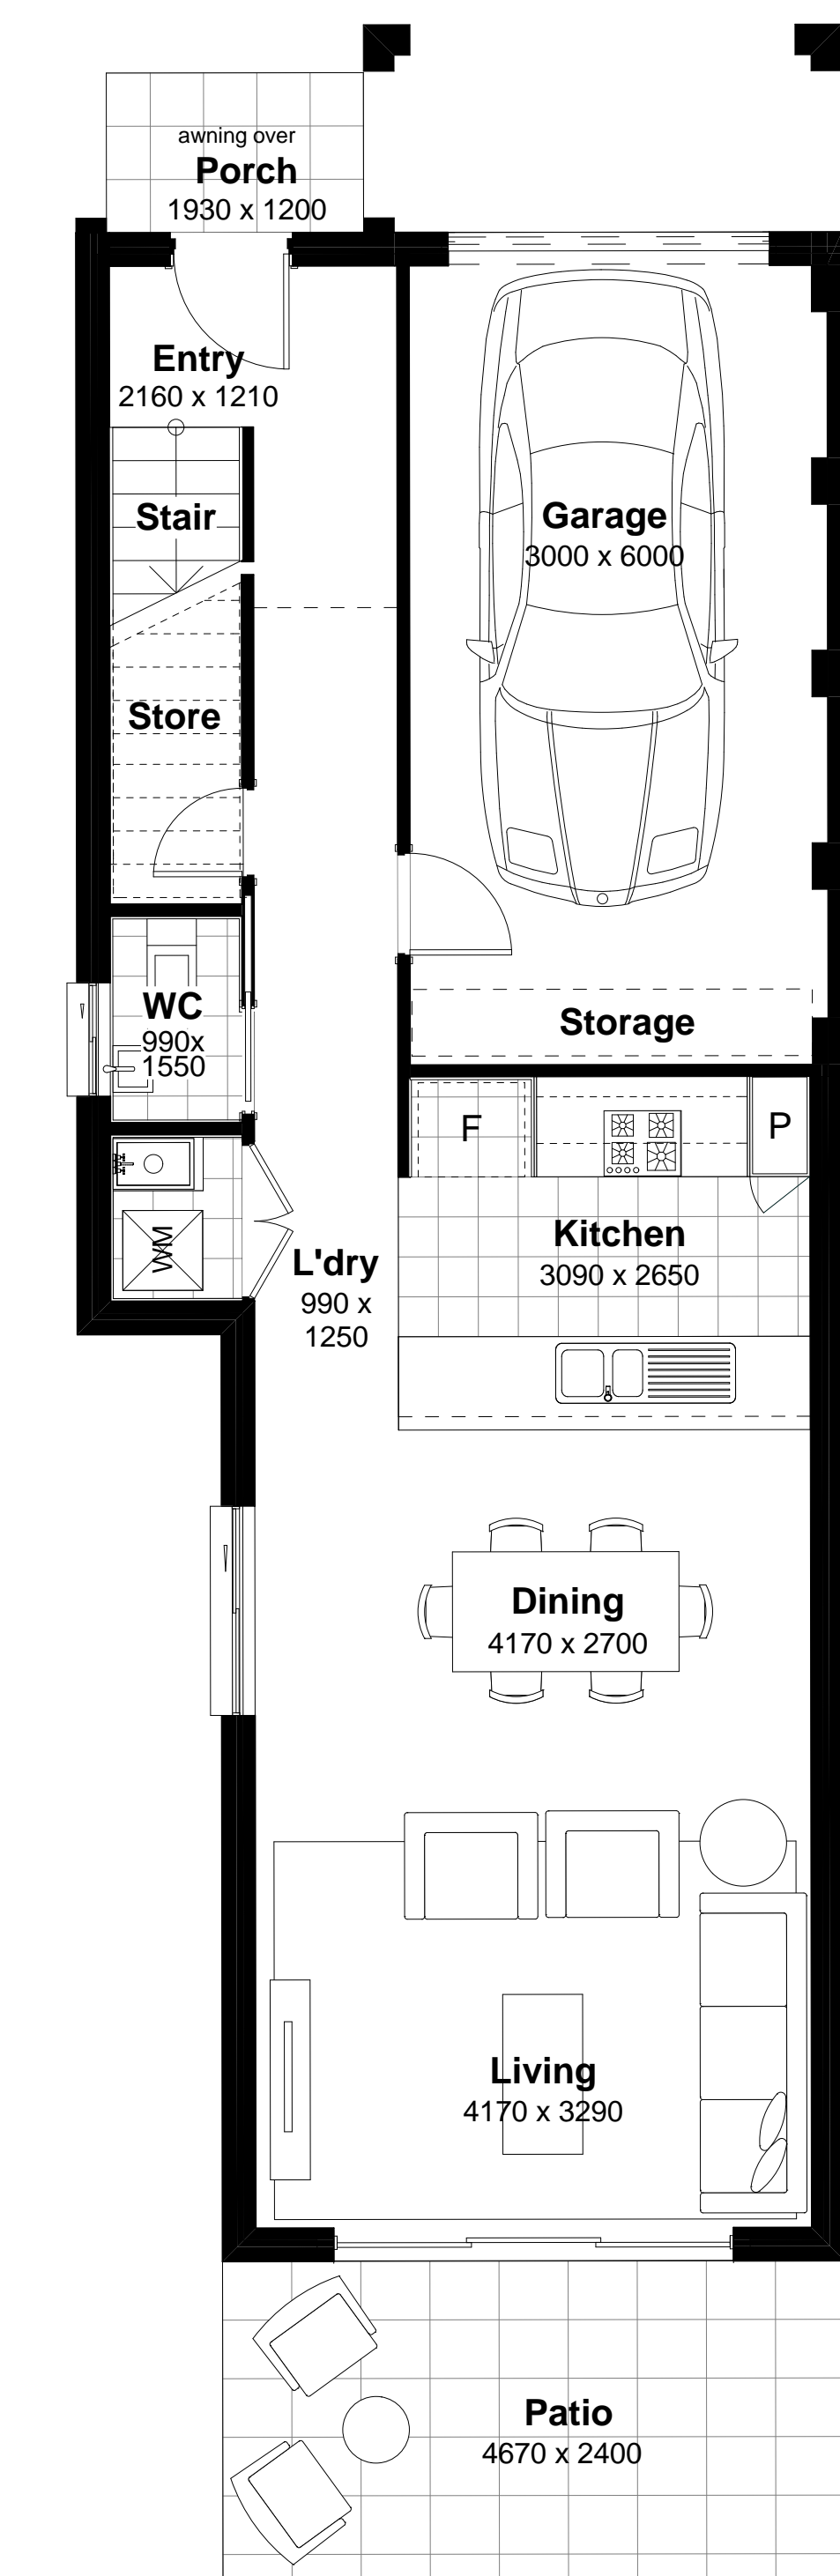 awning over
Porch
1930 x 1200
Entry
2160 x 1210
Stair
Garage
3000 x 6000
Store
WC
990x
1550
Storage
F
P
WM
L'dry
990 x
1250
Kitchen
3090 x 2650
Dining
4170 x 2700
Living
4170 x 3290
Patio
4670 x 2400